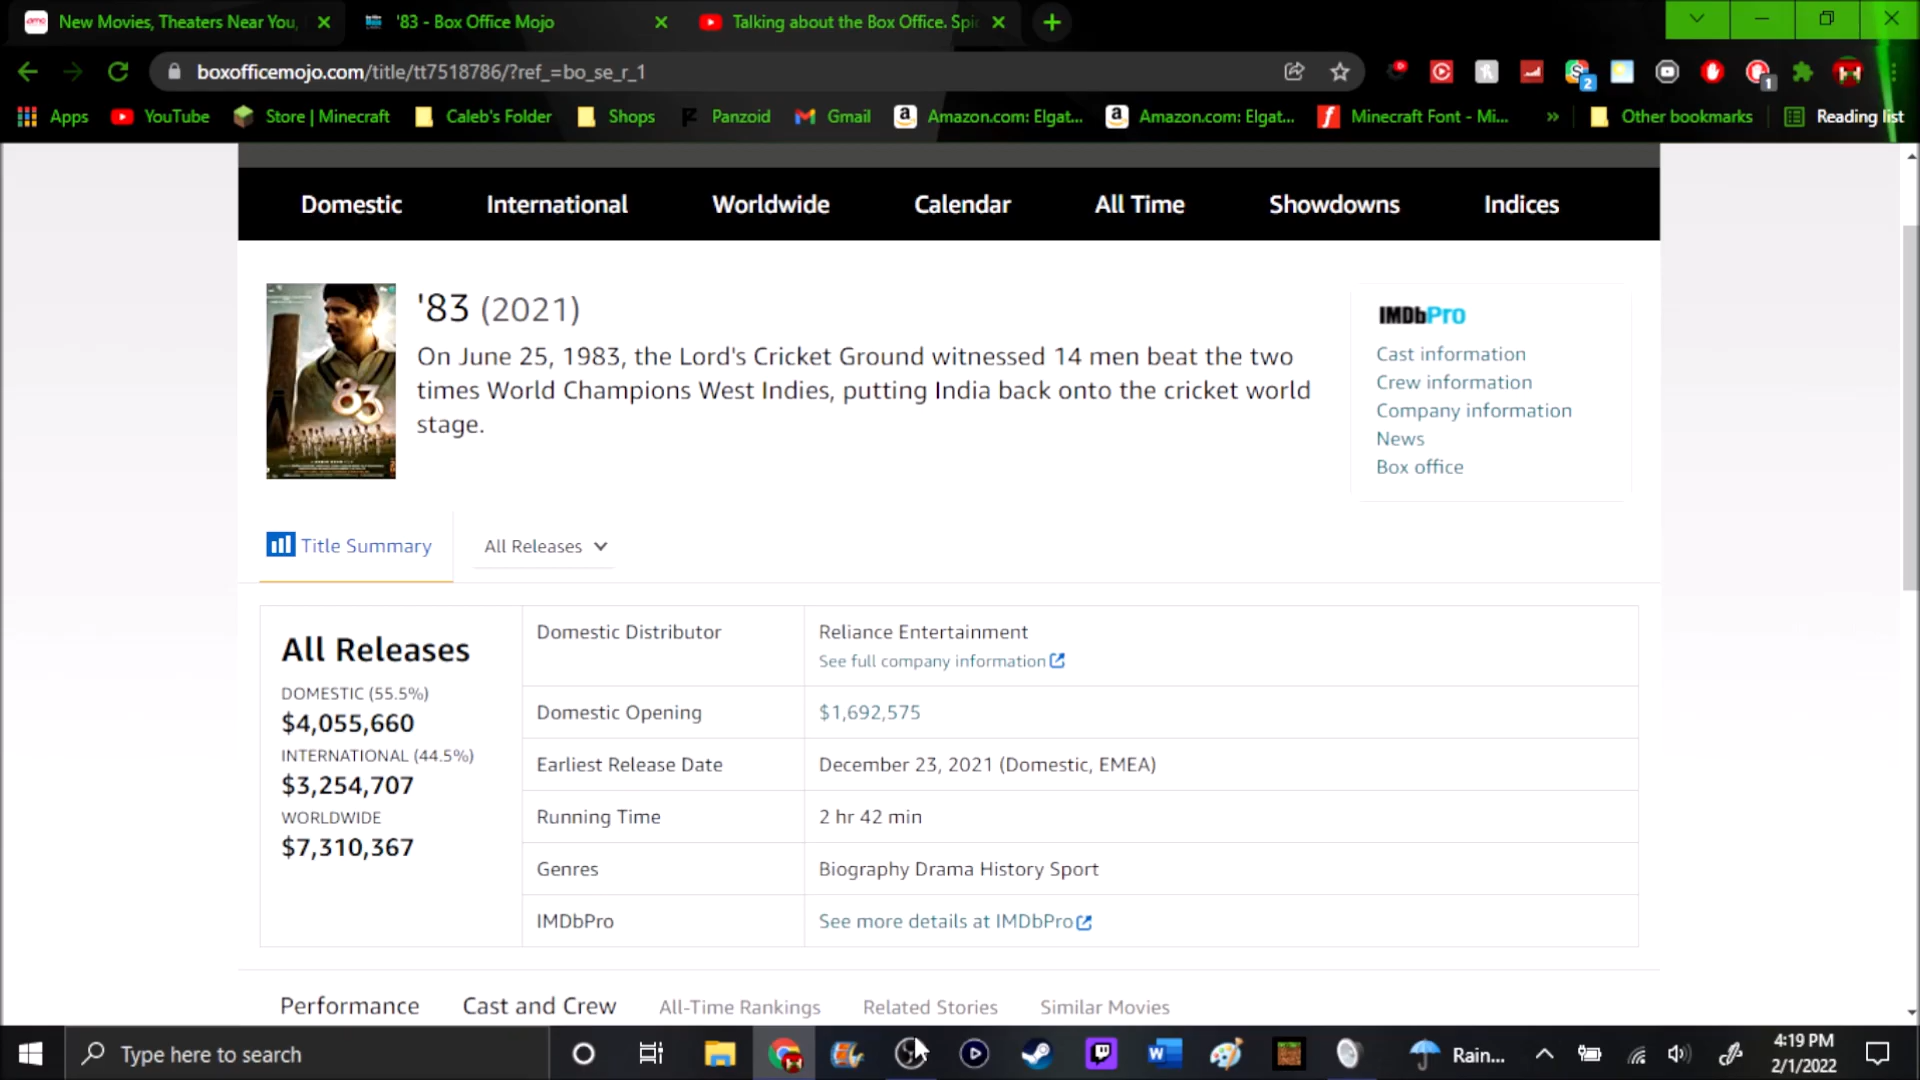 New Movies, Theaters Near You,
'83 - Box Office Mojo
Talking about the Box Office. Spi
boxofficemojo.com/title/tt7518786/?ref_=bo_se_r_1
2
1
Apps
YouTube
Store | Minecraft
Caleb's Folder
Shops
Panzoid
Gmail
Amazon.com: Elgat...
Amazon.com: Elgat...
Minecraft Font - Mi...
»
Other bookmarks
Reading list
Domestic
International
Worldwide
Calendar
All Time
Showdowns
Indices
83
'83 (2021)
On June 25, 1983, the Lord's Cricket Ground witnessed 14 men beat the two
times World Champions West Indies, putting India back onto the cricket world
stage.
IMDbPro
Cast information
Crew information
Company information
News
Box office
Title Summary
All Releases
All Releases
DOMESTIC (55.5%)
$4,055,660
INTERNATIONAL (44.5%)
$3,254,707
WORLDWIDE
$7,310,367
Domestic Distributor
Reliance Entertainment
See full company information
Domestic Opening
$1,692,575
Earliest Release Date
December 23, 2021 (Domestic, EMEA)
Running Time
2 hr 42 min
Genres
Biography Drama History Sport
IMDbPro
See more details at IMDbPro
Performance
Cast and Crew
All-Time Rankings
Related Stories
Similar Movies
Type here to search
Rain...
4:19 PM
2/1/2022